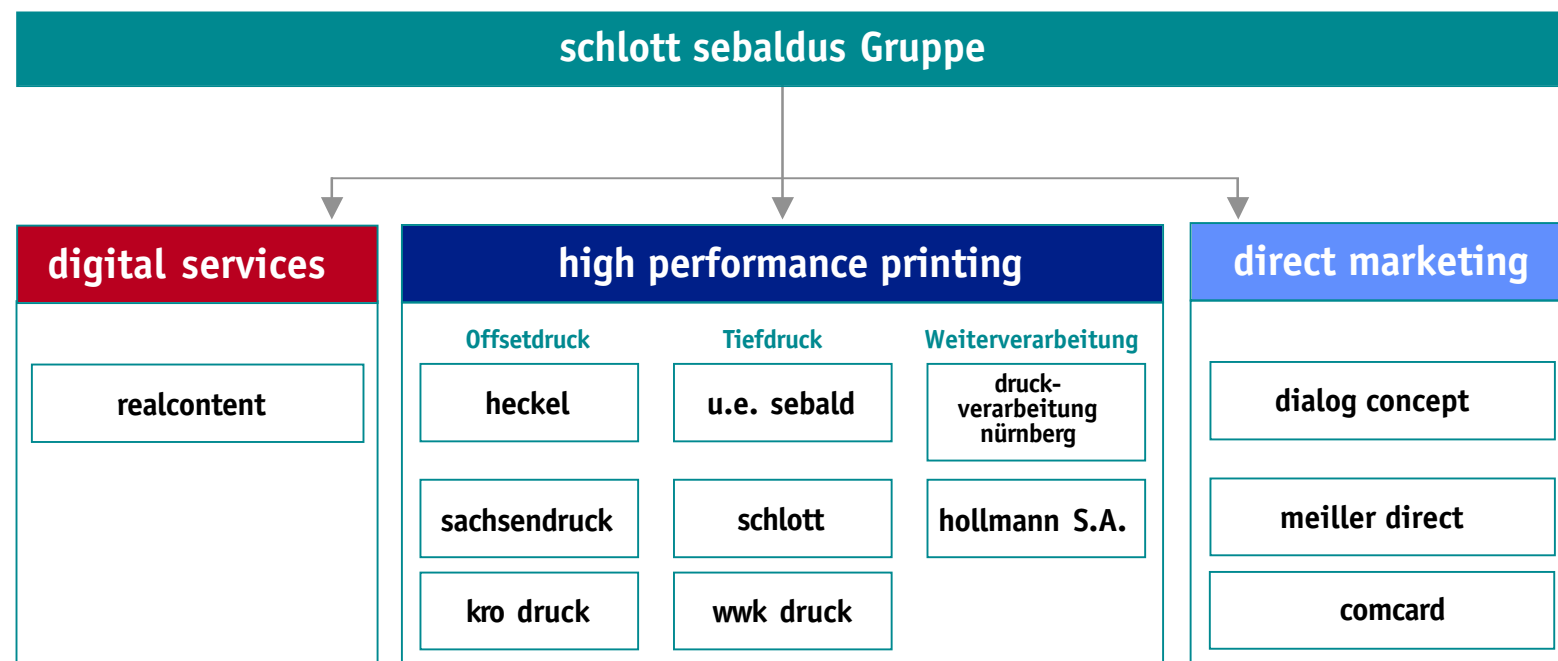 schlott sebaldus Gruppe
digital services
realcontent
high performance printing
Offsetdruck
heckel
sachsendruck
kro druck
Tiefdruck
u.e. sebald
schlott
wwk druck
Weiterverarbeitung
druck-
verarbeitung
nürnberg
hollmann S.A.
direct marketing
dialog concept
meiller direct
comcard